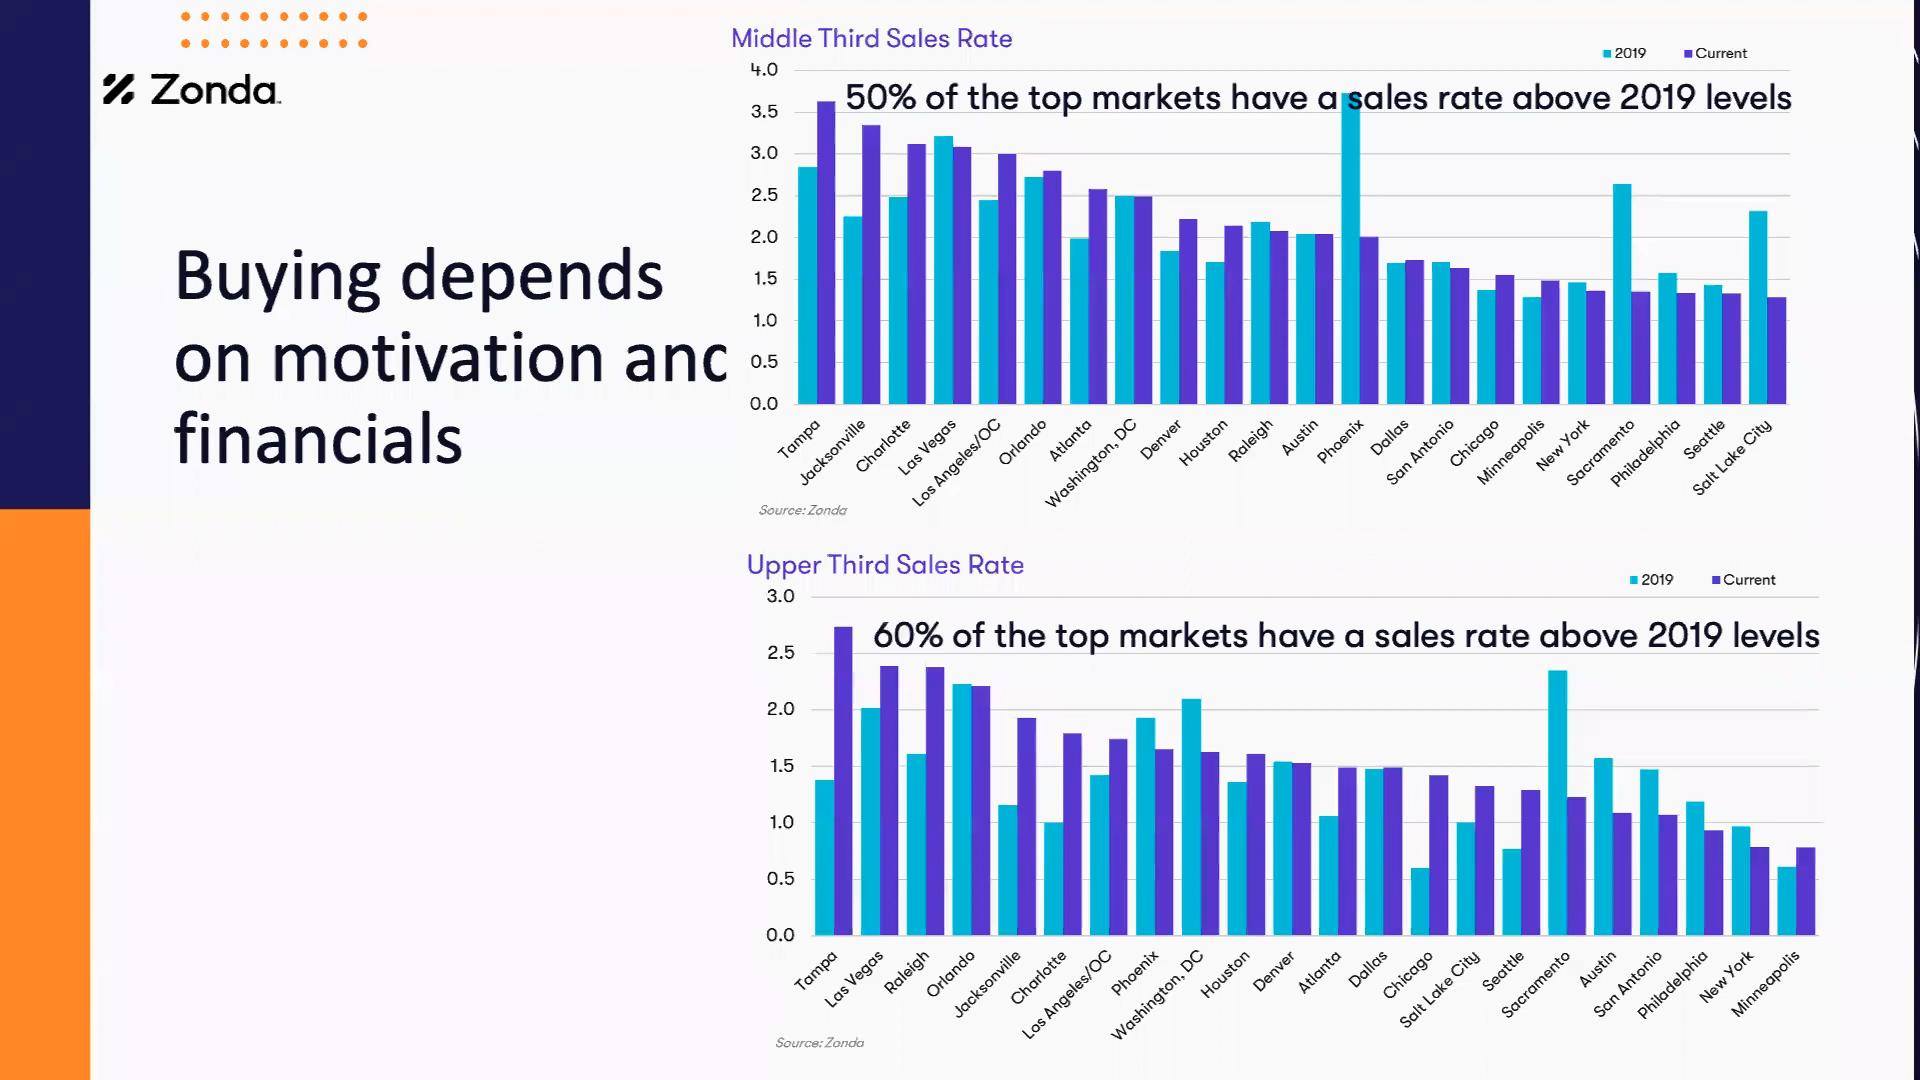 Zonda
Buying depends
on motivation and
financials
Middle Third Sales Rate
2019 Current
50% of the top markets have a sales rate above 2019 levels
4.0
3.5
3.0
2.5
2.0
1.5
1.0
0.5
0.0
Tampa
Jacksonville
Charlotte
Las Vegas
Los Angeles/OC
Orlando
Atlanta
Washington, DC
Denver
Houston
Raleigh
Austin
Phoenix
Dallas
San Antonio
Chicago
Minneapolis
New York
Sacramento
Philadelphia
Seattle
Salt Lake City
Source: Zonda
Upper Third Sales Rate
2019 Current
60% of the top markets have a sales rate above 2019 levels
3.0
2.5
2.0
1.5
1.0
0.5
0.0
Tampa
Las Vegas
Raleigh
Orlando
Jacksonville
Charlotte
Los Angeles/OC
Phoenix
Washington, DC
Houston
Denver
Atlanta
Dallas
Chicago
Salt Lake City
Seattle
Sacramento
Austin
San Antonio
Philadelphia
New York
Minneapolis
Source: Zonda